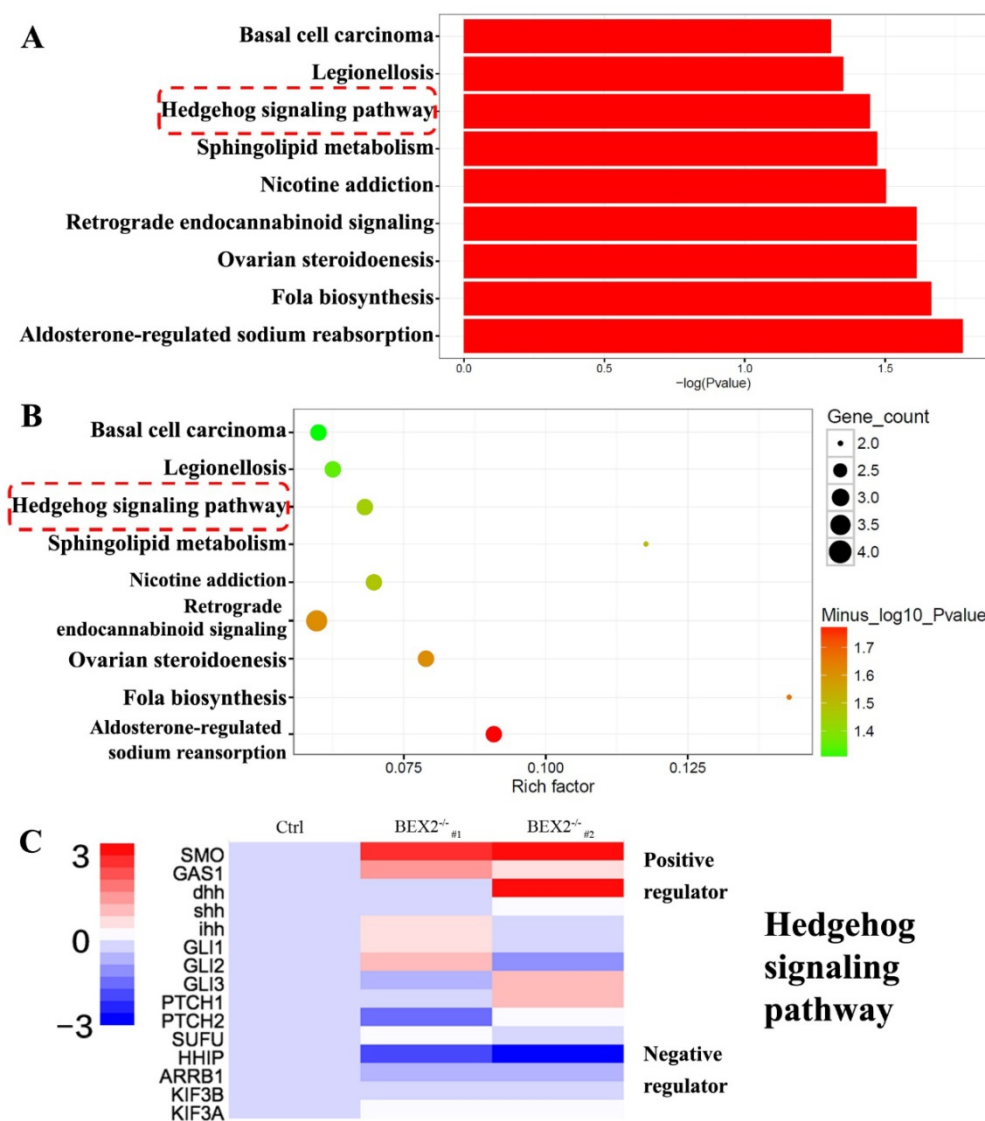 A
Basal cell carcinoma
Legionellosis
Hedgehog signaling pathway
Sphingolipid metabolism
Nicotine addiction
Retrograde endocannabinoid signaling
Ovarian steroidoenesis
Fola biosynthesis
Aldosterone-regulated sodium reabsorption
0.0 0.5 1.0 1.5
−log(Pvalue)
B
Basal cell carcinoma
Legionellosis
Hedgehog signaling pathway
Sphingolipid metabolism
Nicotine addiction
Retrograde
endocannabinoid signaling
Ovarian steroidoenesis
Fola biosynthesis
Aldosterone-regulated
sodium reansorption
0.075 0.100 0.125
Rich factor
Gene_count
2.0
2.5
3.0
3.5
4.0
Minus_log10_Pvalue
1.7
1.6
1.5
1.4
C
Ctrl BEX2-/-#1 BEX2-/-#2
3
0
−3
SMO
GAS1
dhh
shh
ihh
GLI1
GLI2
GLI3
PTCH1
PTCH2
SUFU
HHIP
ARRB1
KIF3B
KIF3A
Positive
regulator
Negative
regulator
Hedgehog
signaling
pathway